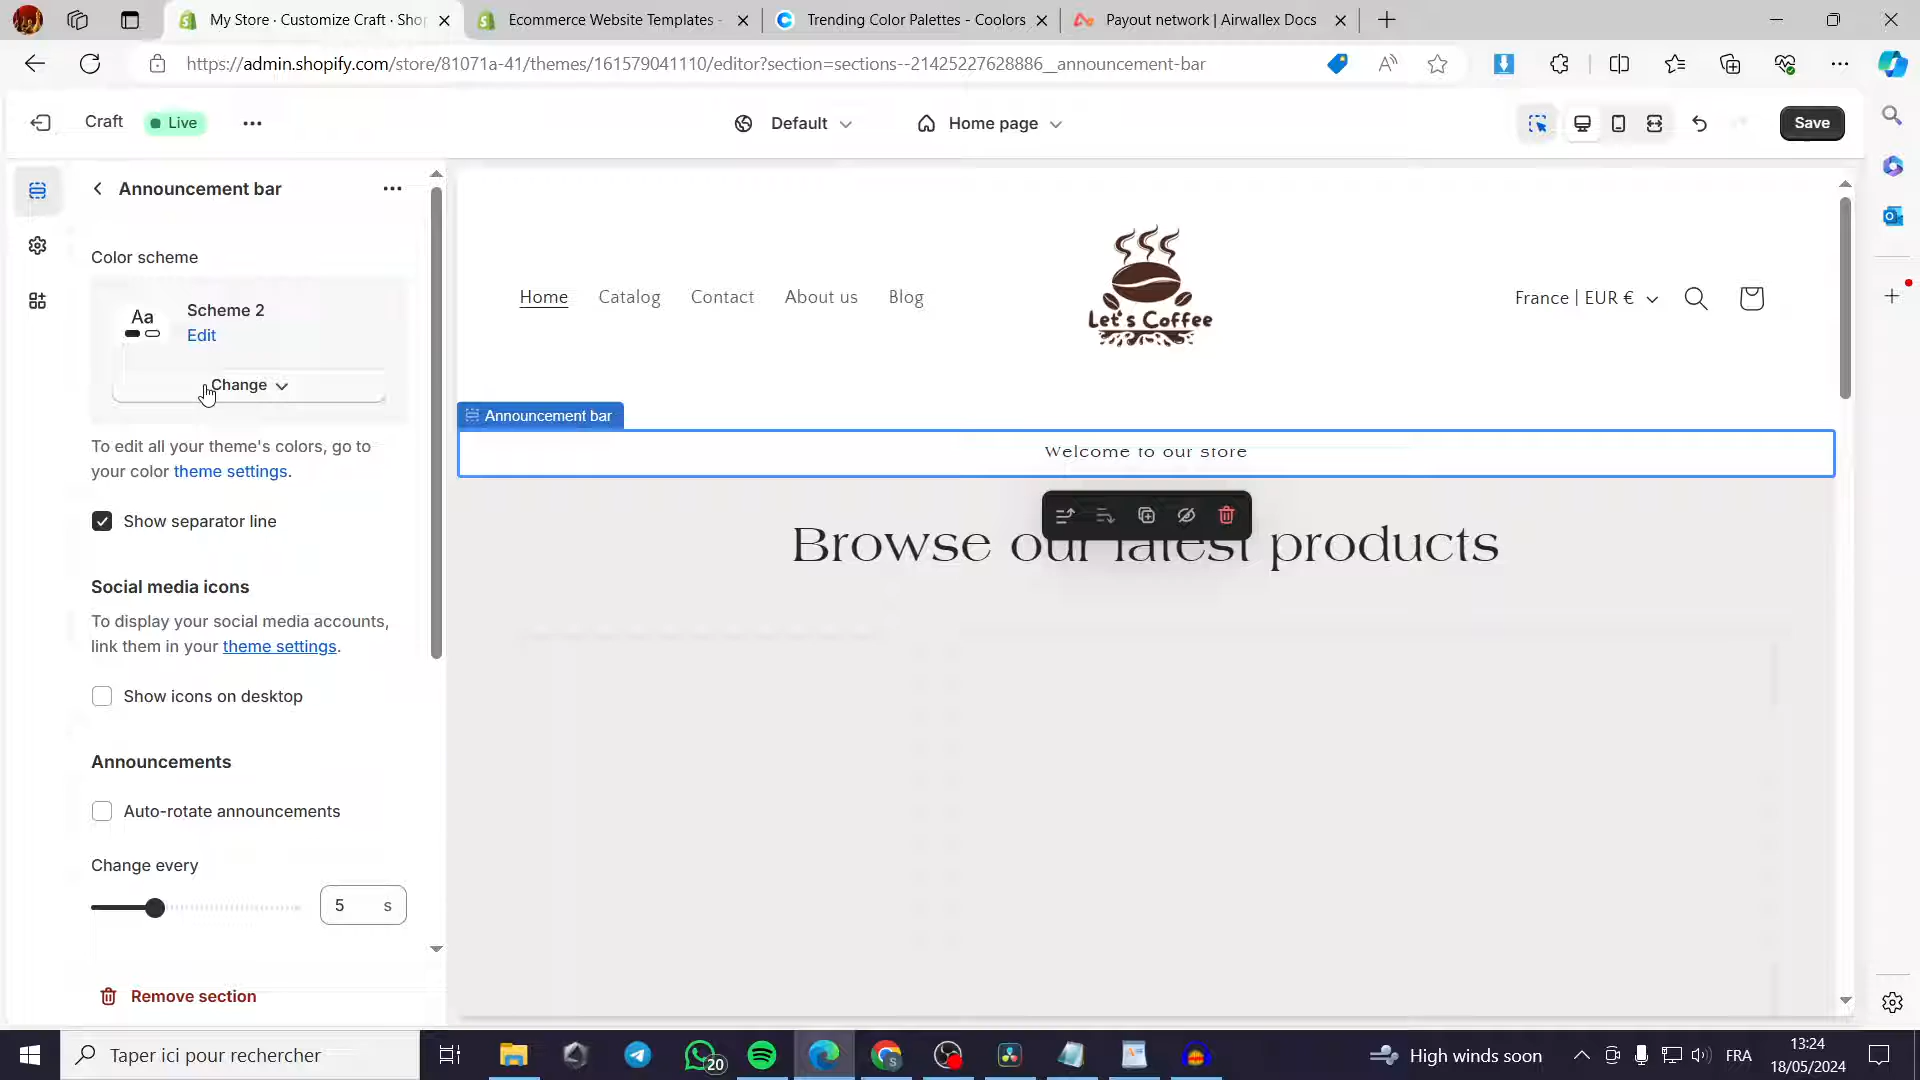 My Store · Customize Craft · Sho
Ecommerce Website Templates -
Trending Color Palettes - Coolors
Payout network | Airwallex Docs
https://admin.shopify.com/store/81071a-41/themes/161579041110/editor?section=sections--21425227628886__announcement-bar
Craft
Live
Default
Home page
Save
Announcement bar
Color scheme
Aa
Scheme 2
Edit
Change
To edit all your theme's colors, go to
your color theme settings.
Show separator line
Social media icons
To display your social media accounts,
link them in your theme settings.
Show icons on desktop
Announcements
Auto-rotate announcements
Change every
5 s
Remove section
Home
Catalog
Contact
About us
Blog
Let's Coffee
France | EUR €
Announcement bar
Welcome to our store
Browse our latest products
Taper ici pour rechercher
20
High winds soon
FRA
13:24
18/05/2024